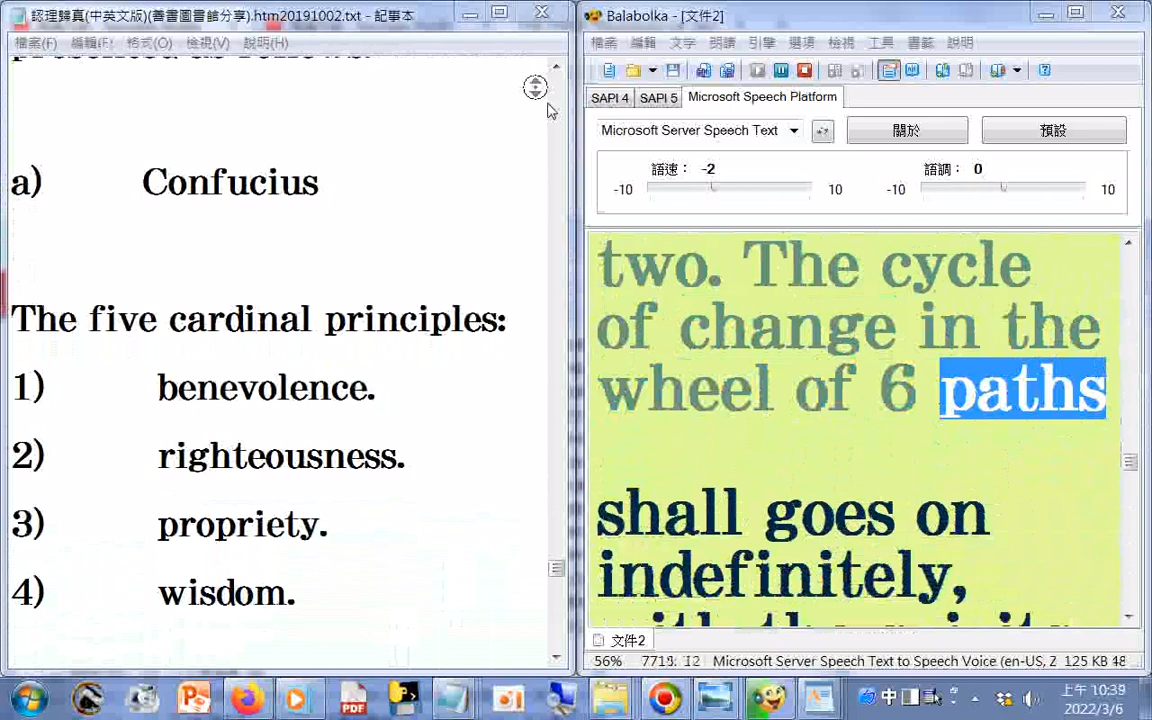 認理歸真(中英文版)(善書圖書館分享).htm20191002.txt - 記事本
檔案(F) 編輯(E) 格式(O) 檢視(V) 說明(H)
presented as follows:
a) Confucius
The five cardinal principles:
1) benevolence.
2) righteousness.
3) propriety.
4) wisdom.
Balabolka - [文件2]
檔案 編輯 文字 朗讀 引擎 選項 檢視 工具 書籤 說明
SAPI 4 SAPI 5 Microsoft Speech Platform
Microsoft Server Speech Text 關於 預設
語速： -2 語調： 0
-10 10 -10 10
two. The cycle
of change in the
wheel of 6 paths
shall goes on
indefinitely,
文件2
56% 7718: 12 Microsoft Server Speech Text to Speech Voice (en-US, Z 125 KB 48
中
上午 10:39
2022/3/6